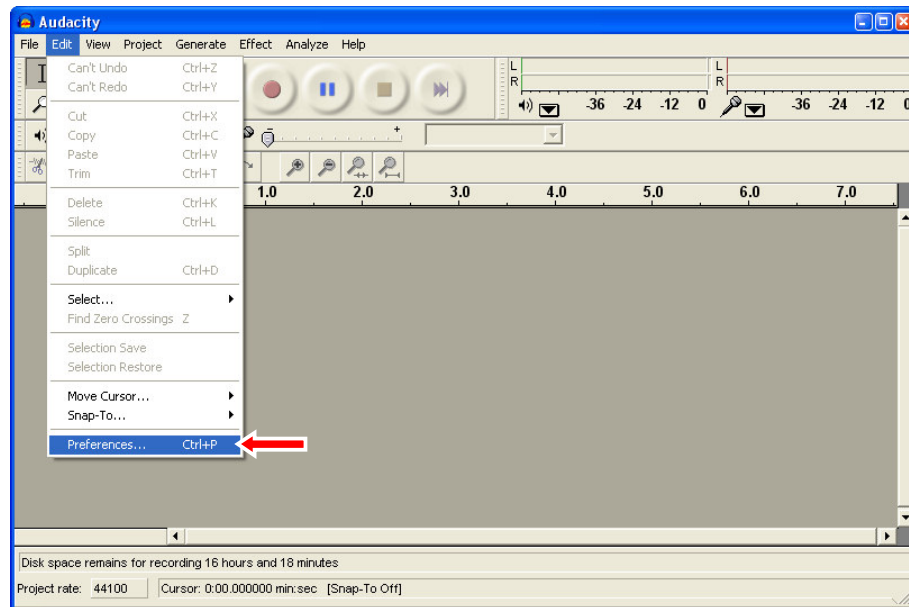 Audacity
File Edit View Project Generate Effect Analyze Help
Can't Undo Ctrl+Z
Can't Redo Ctrl+Y
Cut Ctrl+X
Copy Ctrl+C
Paste Ctrl+V
Trim Ctrl+T
Delete Ctrl+K
Silence Ctrl+L
Split
Duplicate Ctrl+D
Select...
Find Zero Crossings Z
Selection Save
Selection Restore
Move Cursor...
Snap-To...
Preferences... Ctrl+P
L L
R R
-36 -24 -12 0 -36 -24 -12 0
1.0 2.0 3.0 4.0 5.0 6.0 7.0
Disk space remains for recording 16 hours and 18 minutes
Project rate: 44100 Cursor: 0:00.000000 min:sec [Snap-To Off]